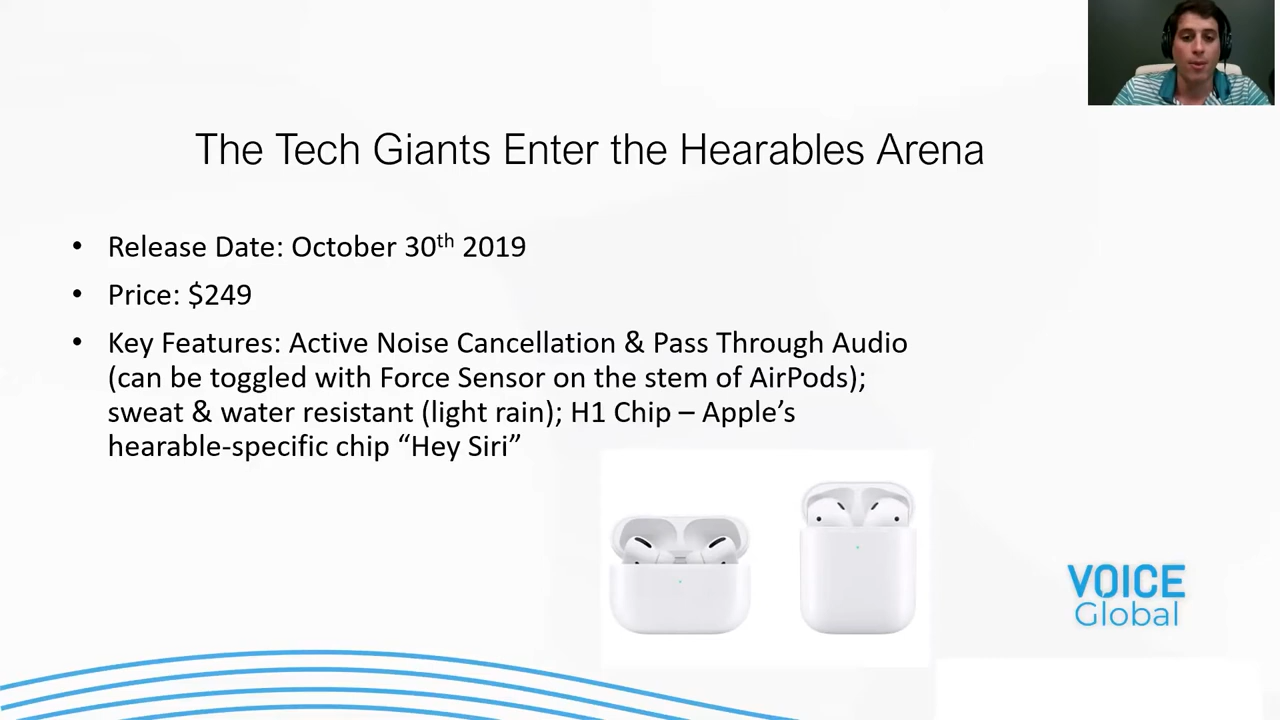 The Tech Giants Enter the Hearables Arena
• Release Date: October 30th 2019
• Price: $249
• Key Features: Active Noise Cancellation & Pass Through Audio
(can be toggled with Force Sensor on the stem of AirPods);
sweat & water resistant (light rain); H1 Chip – Apple’s
hearable-specific chip “Hey Siri”
VOICE
Global